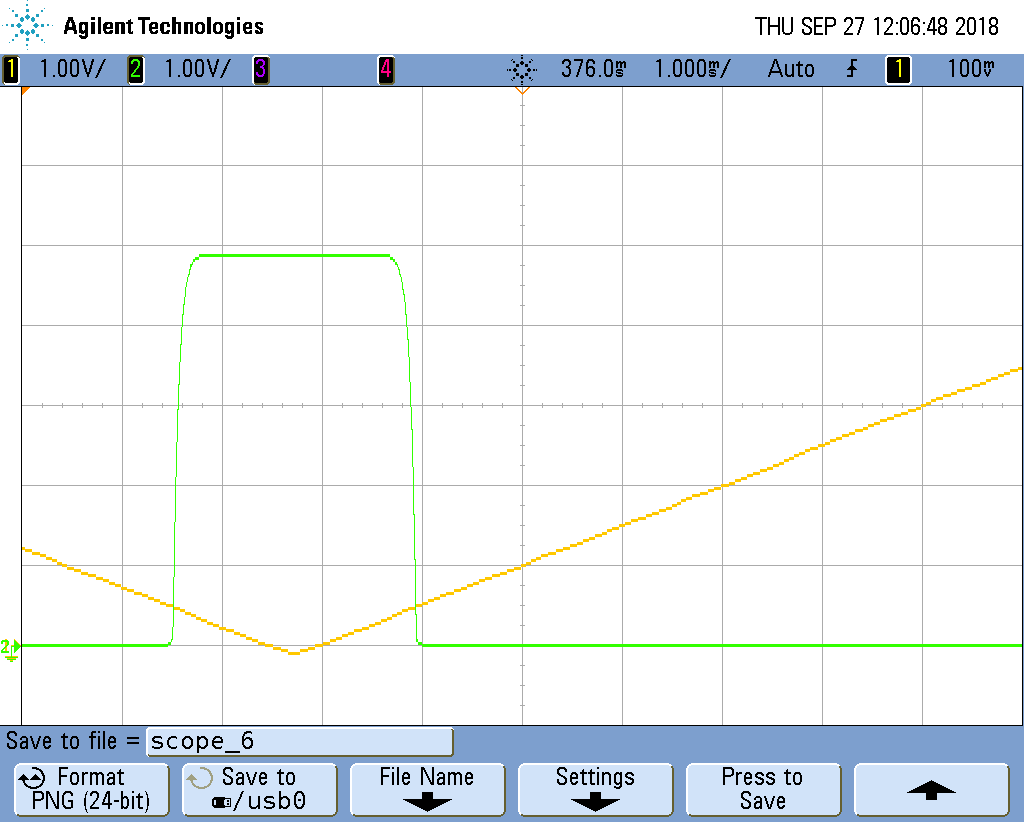 Agilent Technologies THU SEP 27 12:06:48 2018
1 1.00V/ 2 1.00V/ 3 4 376.0ms 1.000ms/ Auto 1 100mV
2
Save to file = scope_6
Format Save to File Name Settings Press to
PNG (24-bit) /usb0 Save